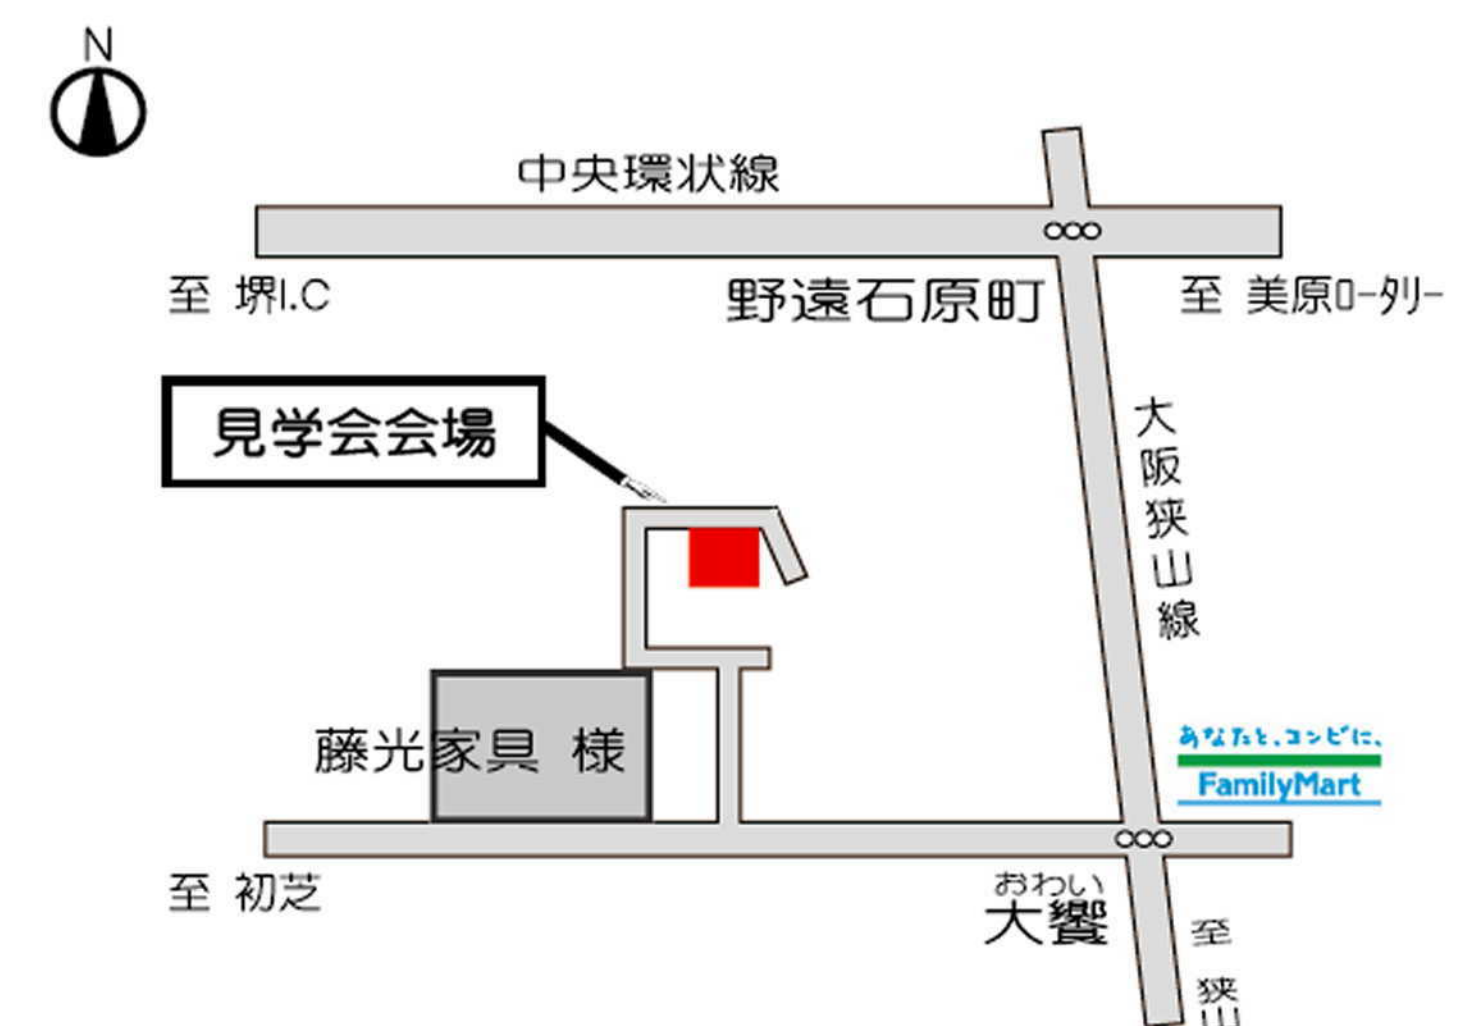 N
中央環状線
至 堺I.C
野遠石原町
至 美原ﾛｰﾀﾘｰ
見学会会場
大阪狭山線
藤光家具 様
あなたと、コンビに、
FamilyMart
至 初芝
おわい
大饗
至 狭山